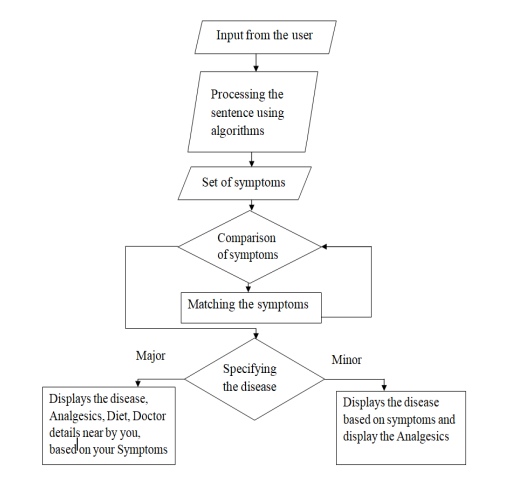 Input from the user
Processing the
sentence using
algorithms
Set of symptoms
Comparison
of symptoms
Matching the symptoms
Major
Specifying
the disease
Minor
Displays the disease,
Analgesics, Diet, Doctor
details near by you,
based on your Symptoms
Displays the disease
based on symptoms and
display the Analgesics